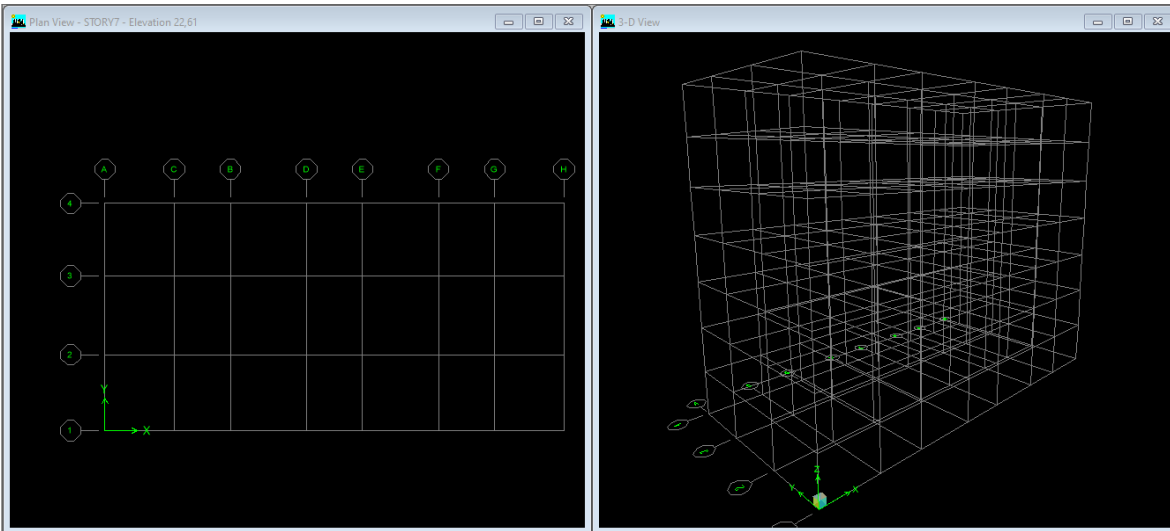 Plan View - STORY7 - Elevation 22,61
A C B D E F G H
4
3
2
Y
1 X
3-D View
Z
Y X